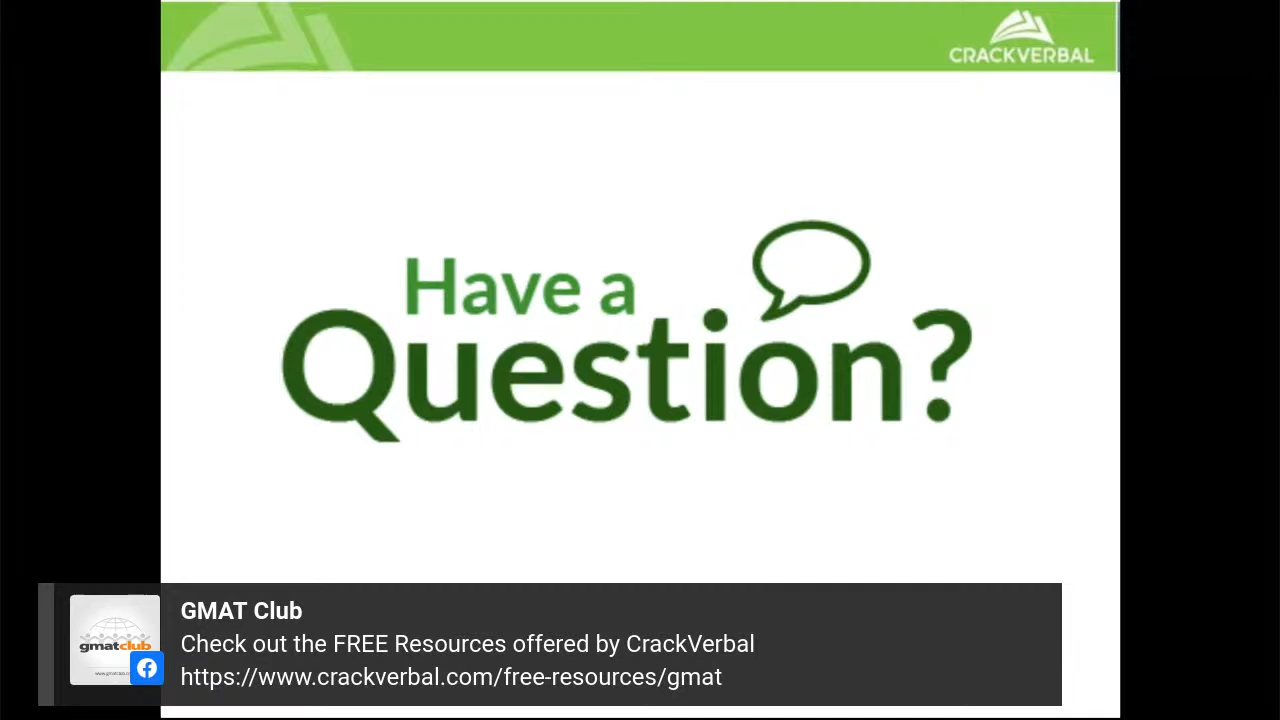 CRACKVERBAL
Have a
Question?
GMAT Club
Check out the FREE Resources offered by CrackVerbal
gmatclub
https://www.crackverbal.com/free-resources/gmat